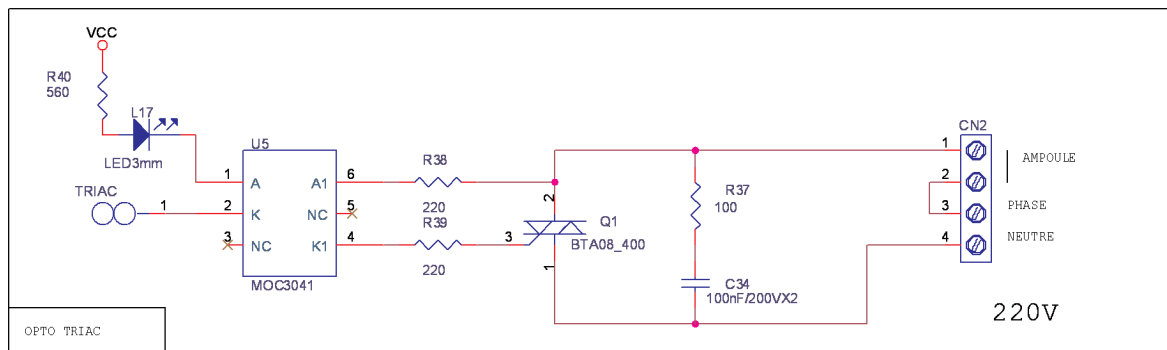 VCC
R40
560
L17
LED3mm
TRIAC
1
U5
1 A A1 6
2 K NC 5
3 NC K1 4
MOC3041
R38
220
R39
220
2
3
1
Q1
BTA08_400
R37
100
C34
100nF/200VX2
CN2
1
2
3
4
AMPOULE
PHASE
NEUTRE
220V
OPTO TRIAC